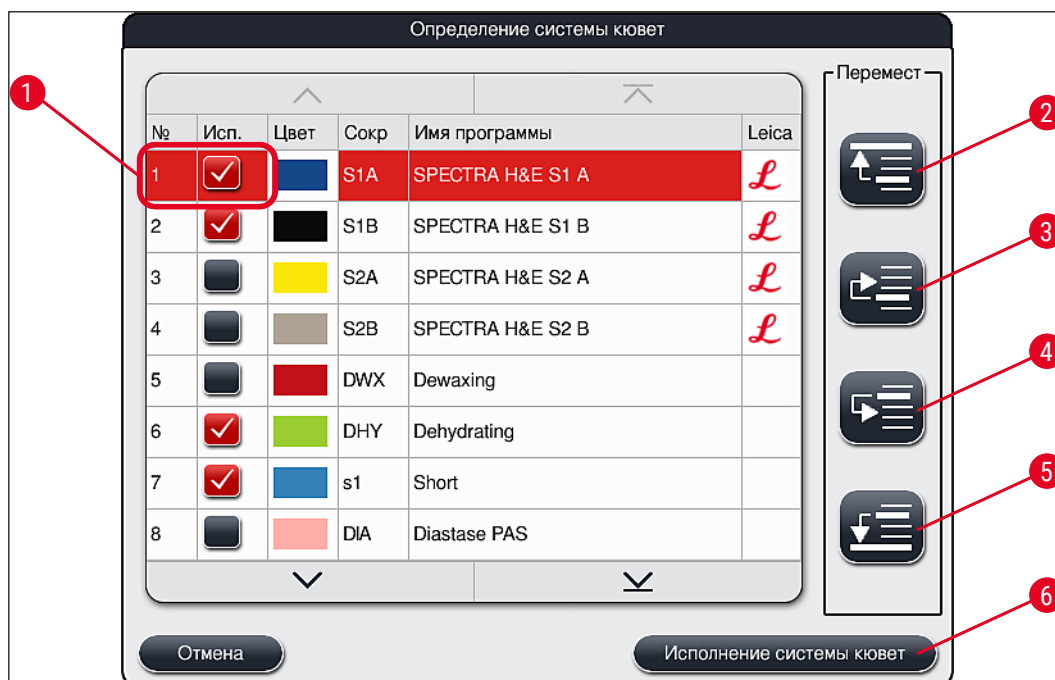 Определение системы кювет
Перемест
№ Исп. Цвет Сокр Имя программы Leica
1 S1A SPECTRA H&E S1 A
2 S1B SPECTRA H&E S1 B
3 S2A SPECTRA H&E S2 A
4 S2B SPECTRA H&E S2 B
5 DWX Dewaxing
6 DHY Dehydrating
7 s1 Short
8 DIA Diastase PAS
Отмена
Исполнение системы кювет
1
2
3
4
5
6